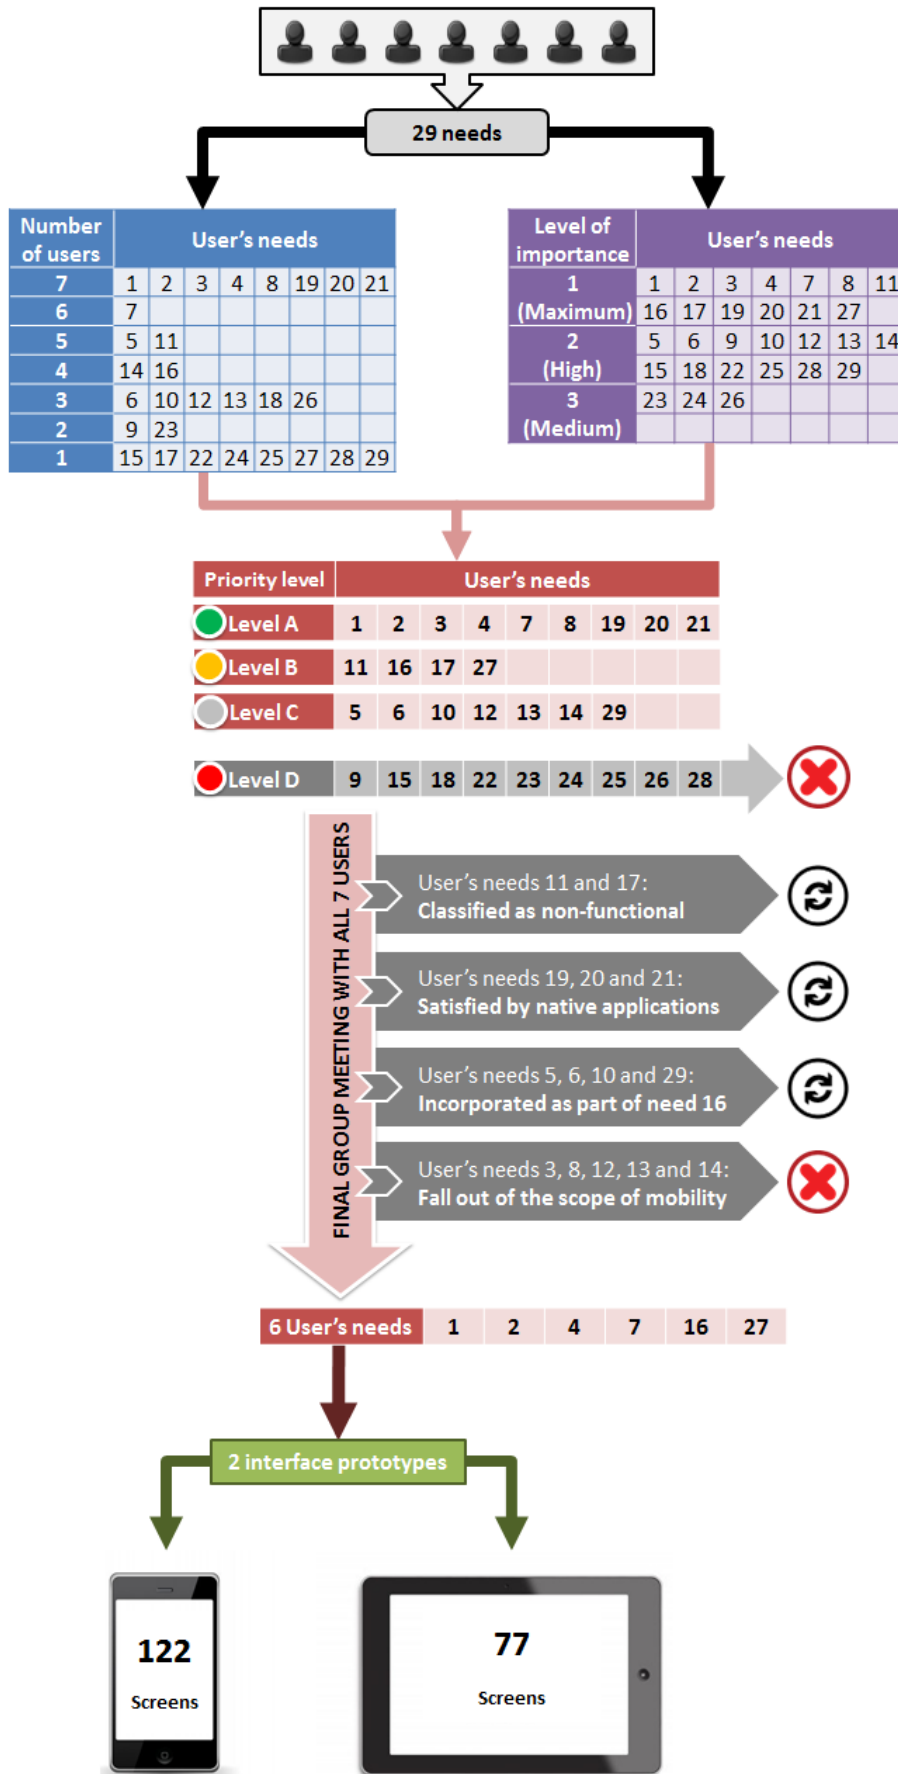 29 needs
Number of users
User's needs
7 1 2 3 4 8 19 20 21
6 7
5 5 11
4 14 16
3 6 10 12 13 18 26
2 9 23
1 15 17 22 24 25 27 28 29
Level of importance
User's needs
1 (Maximum)
1 2 3 4 7 8 11
16 17 19 20 21 27
2 (High)
5 6 9 10 12 13 14
15 18 22 25 28 29
3 (Medium)
23 24 26
Priority level User's needs
Level A 1 2 3 4 7 8 19 20 21
Level B 11 16 17 27
Level C 5 6 10 12 13 14 29
Level D 9 15 18 22 23 24 25 26 28
FINAL GROUP MEETING WITH ALL 7 USERS
User's needs 11 and 17:
Classified as non-functional
User's needs 19, 20 and 21:
Satisfied by native applications
User's needs 5, 6, 10 and 29:
Incorporated as part of need 16
User's needs 3, 8, 12, 13 and 14:
Fall out of the scope of mobility
6 User's needs 1 2 4 7 16 27
2 interface prototypes
122
Screens
77
Screens